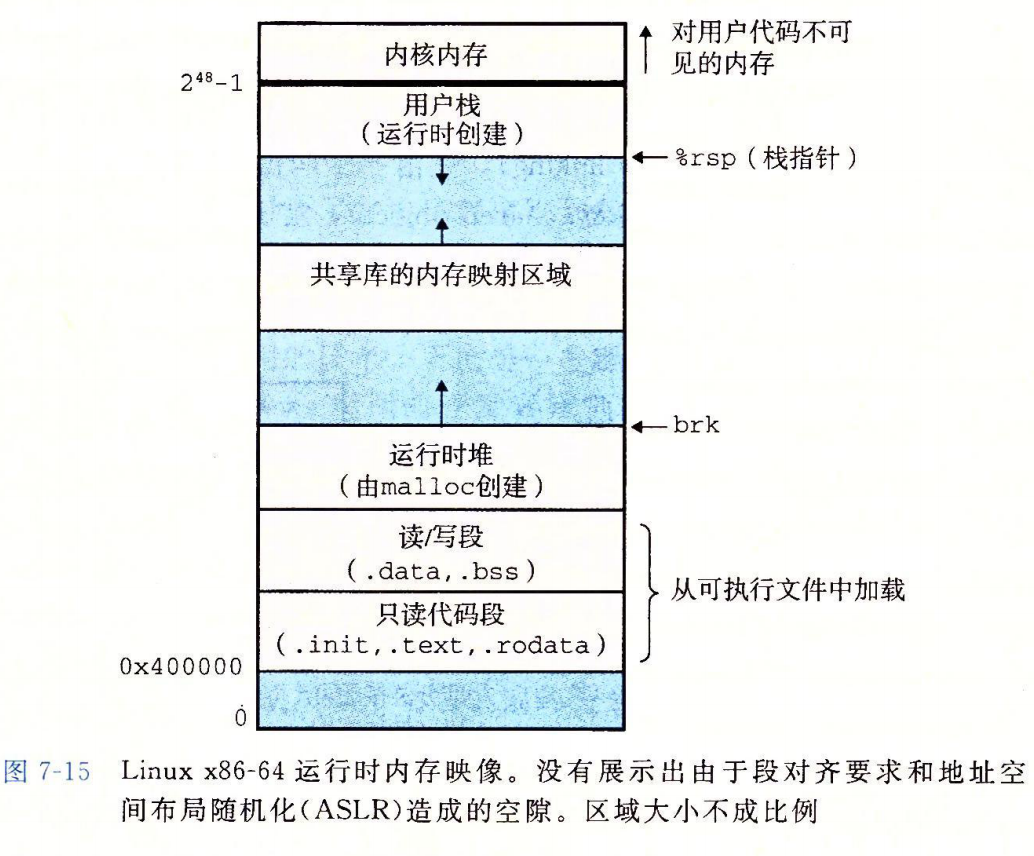 内核内存
对用户代码不可
见的内存
2⁴⁸-1
用户栈
(运行时创建)
%rsp(栈指针)
共享库的内存映射区域
brk
运行时堆
(由malloc创建)
读/写段
(.data,.bss)
从可执行文件中加载
只读代码段
(.init,.text,.rodata)
0x400000
0
图 7-15 Linux x86-64 运行时内存映像。没有展示出由于段对齐要求和地址空
间布局随机化(ASLR)造成的空隙。区域大小不成比例